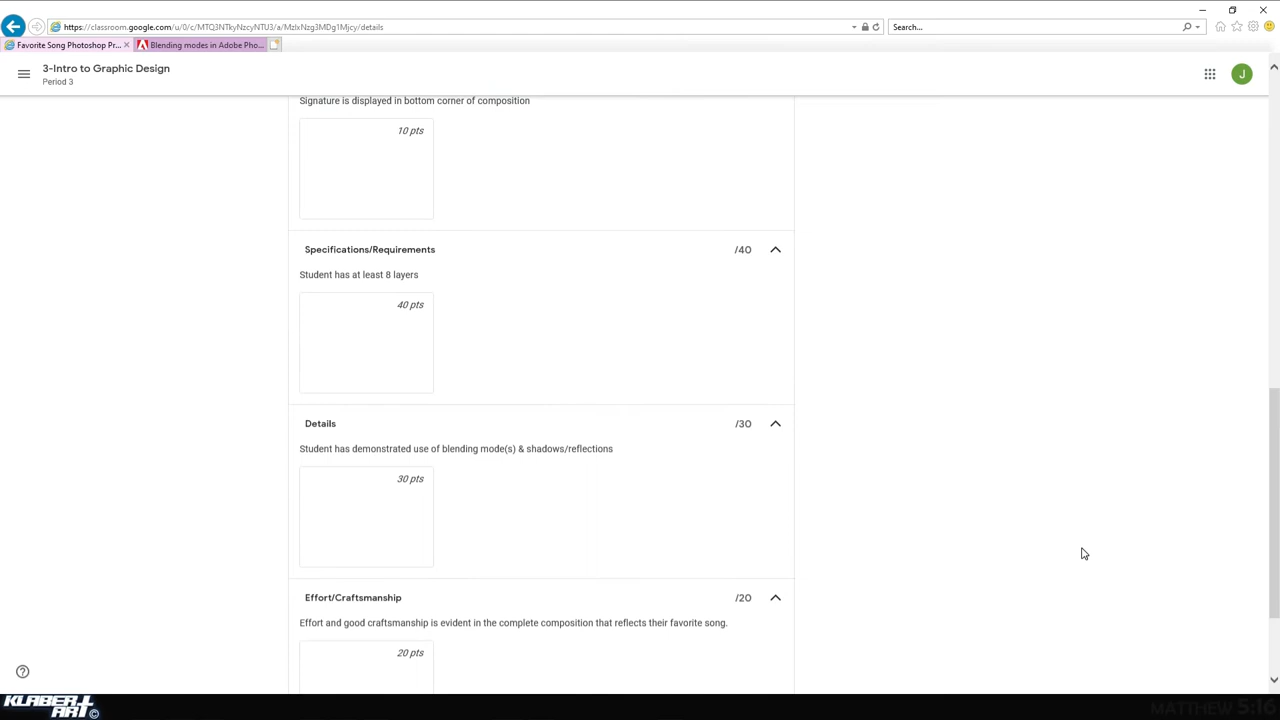 https://classroom.google.com/u/0/c/MTQ3NTkyNzcyNTU3/a/MzIxNzg3MDg1Mjcy/details
Search...
Favorite Song Photoshop Pr...
Blending modes in Adobe Pho...
3-Intro to Graphic Design
Period 3
J
Signature is displayed in bottom corner of composition
10 pts
Specifications/Requirements
/40
Student has at least 8 layers
40 pts
Details
/30
Student has demonstrated use of blending mode(s) & shadows/reflections
30 pts
Effort/Craftsmanship
/20
Effort and good craftsmanship is evident in the complete composition that reflects their favorite song.
20 pts
KLABER
ART ©
MATTHEW 5:16